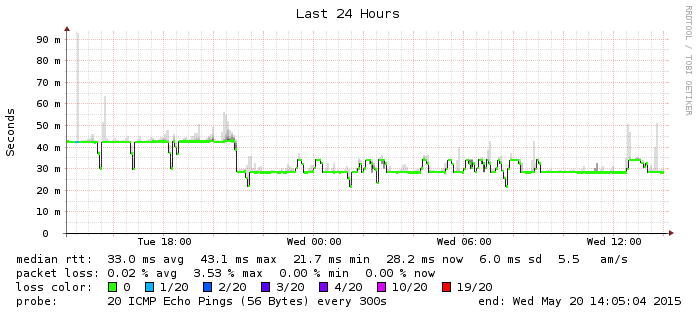 Last 24 Hours
RRDTOOL / TOBI OETIKER
Seconds
90 m
80 m
70 m
60 m
50 m
40 m
30 m
20 m
10 m
0
Tue 18:00 Wed 00:00 Wed 06:00 Wed 12:00
median rtt: 33.0 ms avg 43.1 ms max 21.7 ms min 28.2 ms now 6.0 ms sd 5.5 am/s
packet loss: 0.02 % avg 3.53 % max 0.00 % min 0.00 % now
loss color: 0 1/20 2/20 3/20 4/20 10/20 19/20
probe: 20 ICMP Echo Pings (56 Bytes) every 300s end: Wed May 20 14:05:04 2015